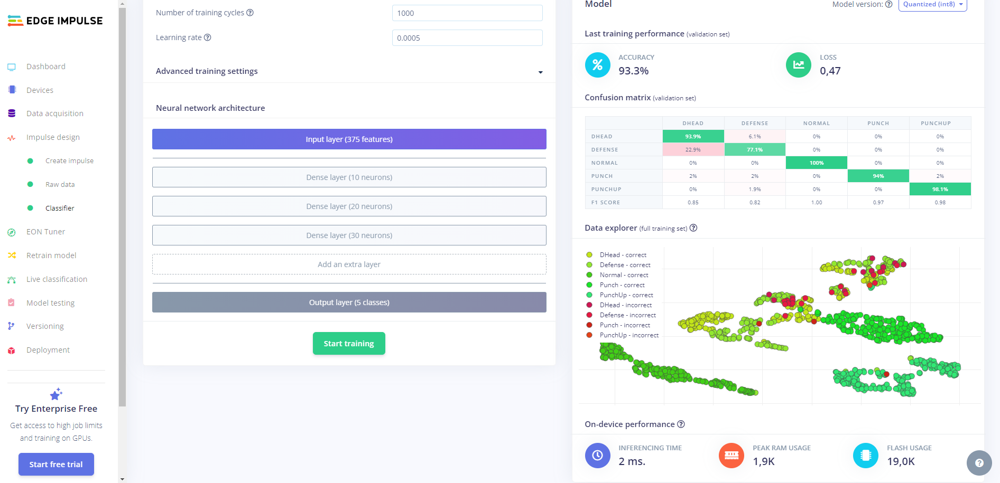 EDGE IMPULSE
Dashboard
Devices
Data acquisition
Impulse design
Create impulse
Raw data
Classifier
EON Tuner
Retrain model
Live classification
Model testing
Versioning
Deployment
Try Enterprise Free
Get access to high job limits
and training on GPUs.
Start free trial
Number of training cycles ?
1000
Learning rate ?
0.0005
Advanced training settings
Neural network architecture
Input layer (375 features)
Dense layer (10 neurons)
Dense layer (20 neurons)
Dense layer (30 neurons)
Add an extra layer
Output layer (5 classes)
Start training
Model
Model version: ? Quantized (int8)
Last training performance (validation set)
% ACCURACY
93.3%
LOSS
0,47
Confusion matrix (validation set)
DHEAD DEFENSE NORMAL PUNCH PUNCHUP
DHEAD 93.9% 6.1% 0% 0% 0%
DEFENSE 22.9% 77.1% 0% 0% 0%
NORMAL 0% 0% 100% 0% 0%
PUNCH 2% 2% 0% 94% 2%
PUNCHUP 0% 1.9% 0% 0% 98.1%
F1 SCORE 0.85 0.82 1.00 0.97 0.98
Data explorer (full training set) ?
DHead - correct
Defense - correct
Normal - correct
Punch - correct
PunchUp - correct
DHead - incorrect
Defense - incorrect
Punch - incorrect
PunchUp - incorrect
On-device performance ?
INFERENCING TIME
2 ms.
PEAK RAM USAGE
1,9K
FLASH USAGE
19,0K
?